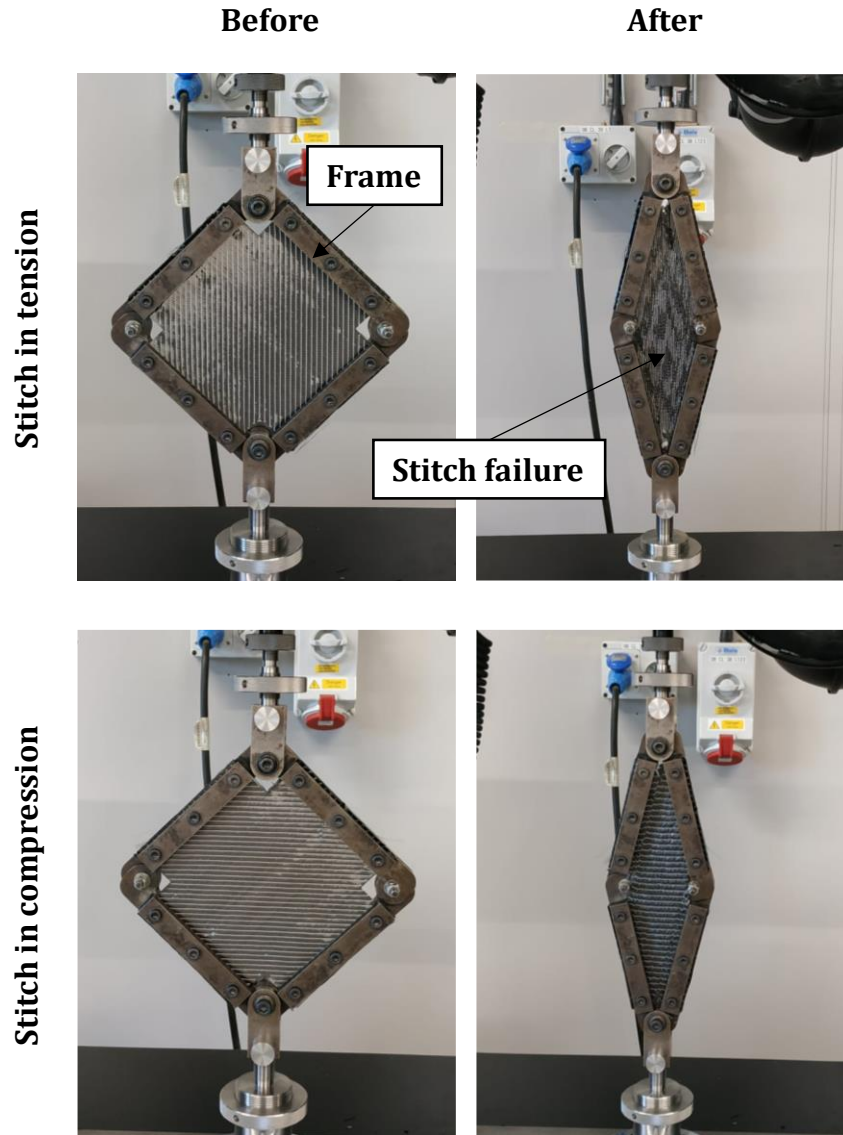 Before
After
Stitch in tension
Frame
Stitch failure
Stitch in compression